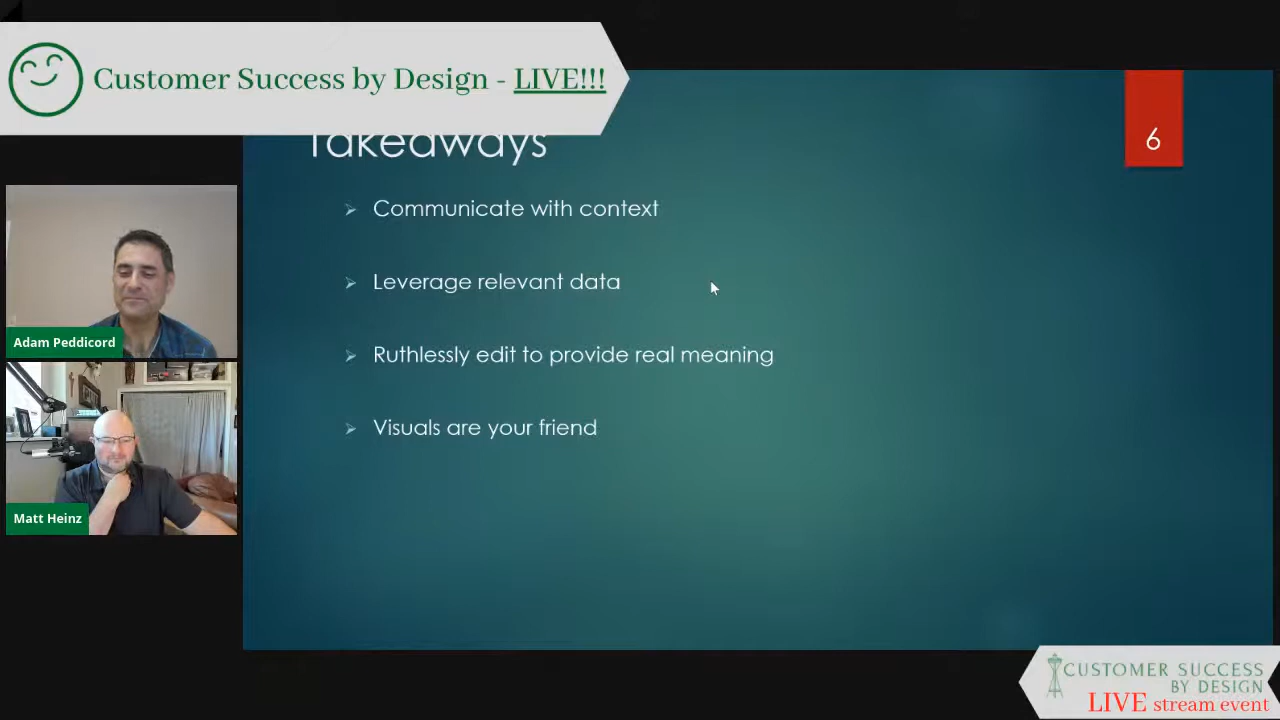 Customer Success by Design - LIVE!!!
Takeaways
6
Communicate with context
Leverage relevant data
Ruthlessly edit to provide real meaning
Visuals are your friend
Adam Peddicord
Matt Heinz
CUSTOMER SUCCESS
BY DESIGN
LIVE stream event